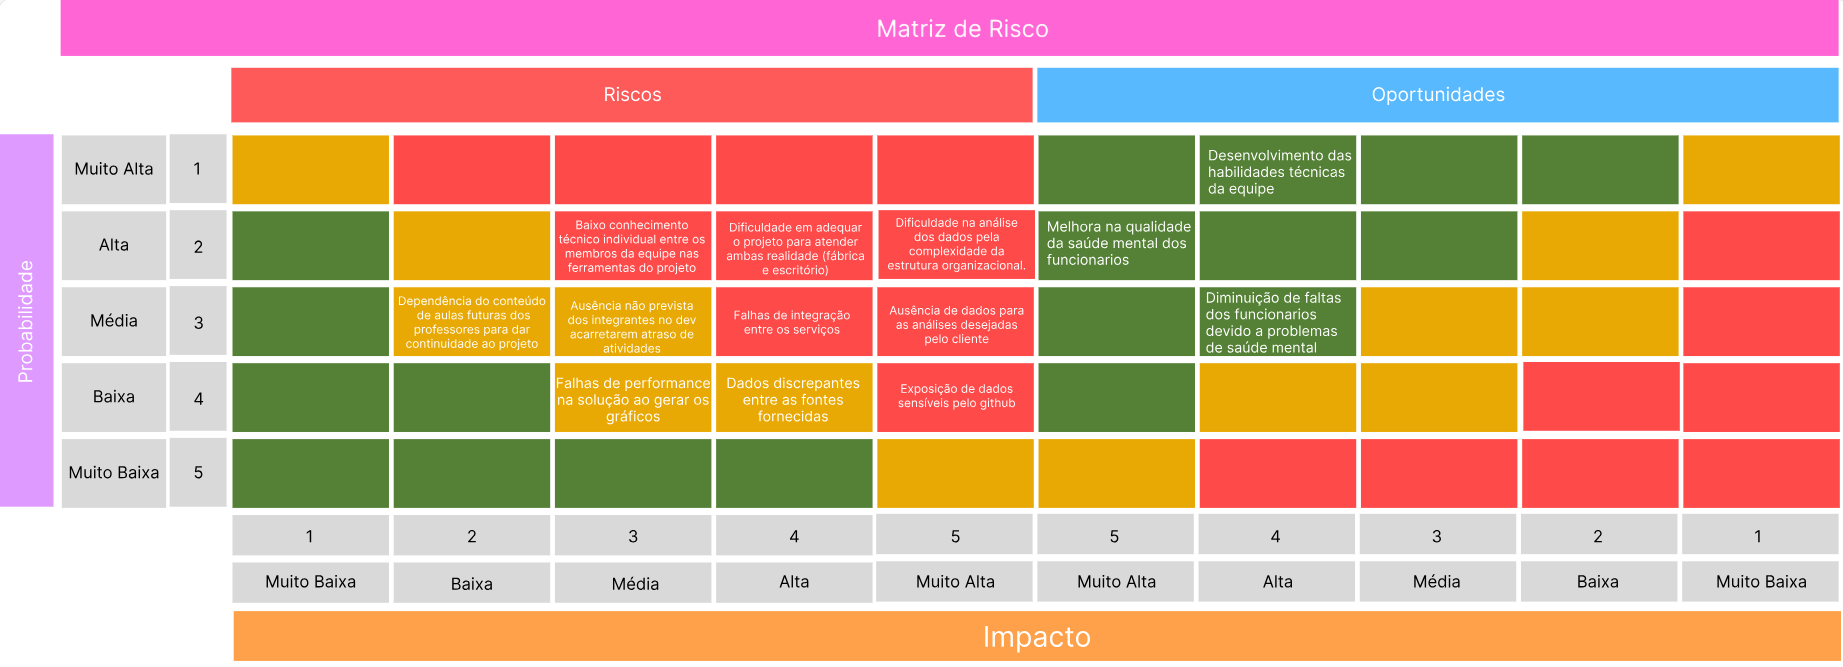 Matriz de Risco
Riscos
Oportunidades
Probabilidade
Muito Alta
1
Desenvolvimento das
habilidades técnicas
da equipe
Alta
2
Baixo conhecimento
técnico individual entre os
membros da equipe nas
ferramentas do projeto
Dificuldade em adequar
o projeto para atender
ambas realidade (fábrica
e escritório)
Dificuldade na análise
dos dados pela
complexidade da
estrutura organizacional.
Melhora na qualidade
da saúde mental dos
funcionarios
Média
3
Dependência do conteúdo
de aulas futuras dos
professores para dar
continuidade ao projeto
Ausência não prevista
dos integrantes no dev
acarretarem atraso de
atividades
Falhas de integração
entre os serviços
Ausência de dados para
as análises desejadas
pelo cliente
Diminuição de faltas
dos funcionarios
devido a problemas
de saúde mental
Baixa
4
Falhas de performance
na solução ao gerar os
gráficos
Dados discrepantes
entre as fontes
fornecidas
Exposição de dados
sensíveis pelo github
Muito Baixa
5
1
2
3
4
5
5
4
3
2
1
Muito Baixa
Baixa
Média
Alta
Muito Alta
Muito Alta
Alta
Média
Baixa
Muito Baixa
Impacto